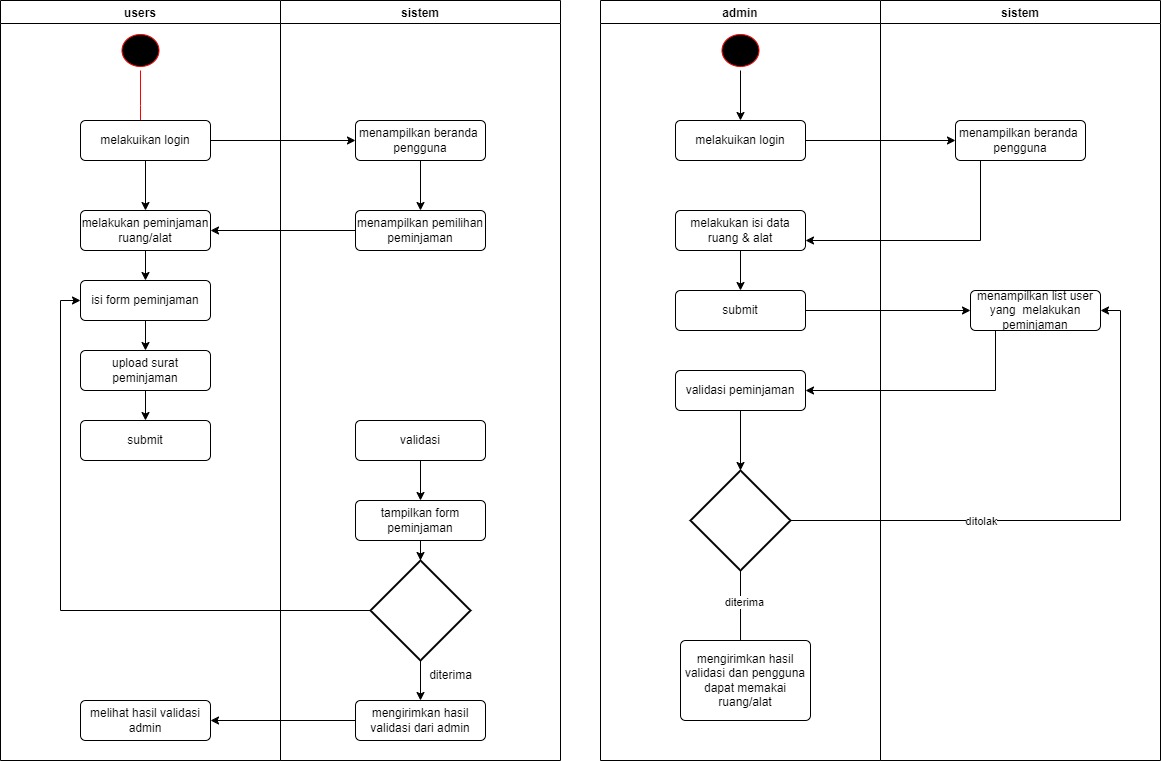 users
sistem
melakuikan login
menampilkan beranda
pengguna
melakukan peminjaman
ruang/alat
menampilkan pemilihan
peminjaman
isi form peminjaman
upload surat
peminjaman
submit
validasi
tampilkan form
peminjaman
diterima
melihat hasil validasi
admin
mengirimkan hasil
validasi dari admin
admin
sistem
melakuikan login
menampilkan beranda
pengguna
melakukan isi data
ruang & alat
submit
menampilkan list user
yang melakukan
peminjaman
validasi peminjaman
ditolak
diterima
mengirimkan hasil
validasi dan pengguna
dapat memakai
ruang/alat